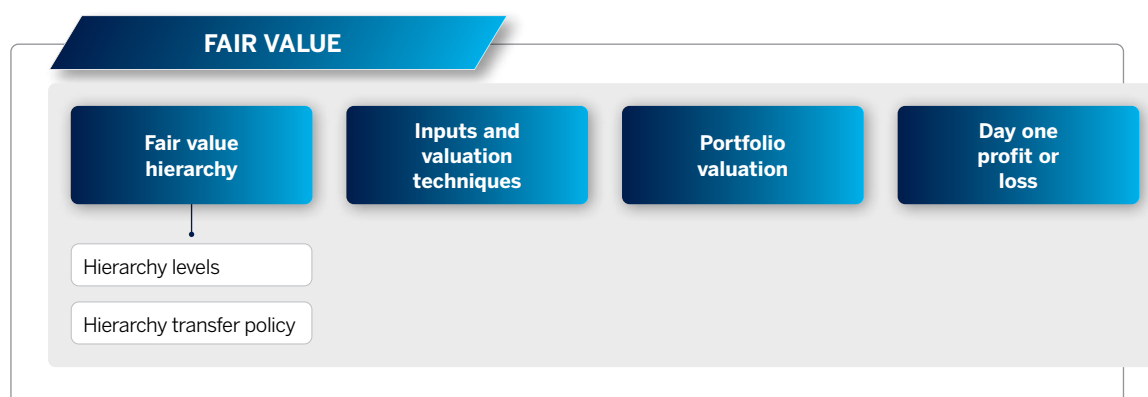 FAIR VALUE
Fair value
hierarchy
Inputs and
valuation
techniques
Portfolio
valuation
Day one
profit or
loss
Hierarchy levels
Hierarchy transfer policy